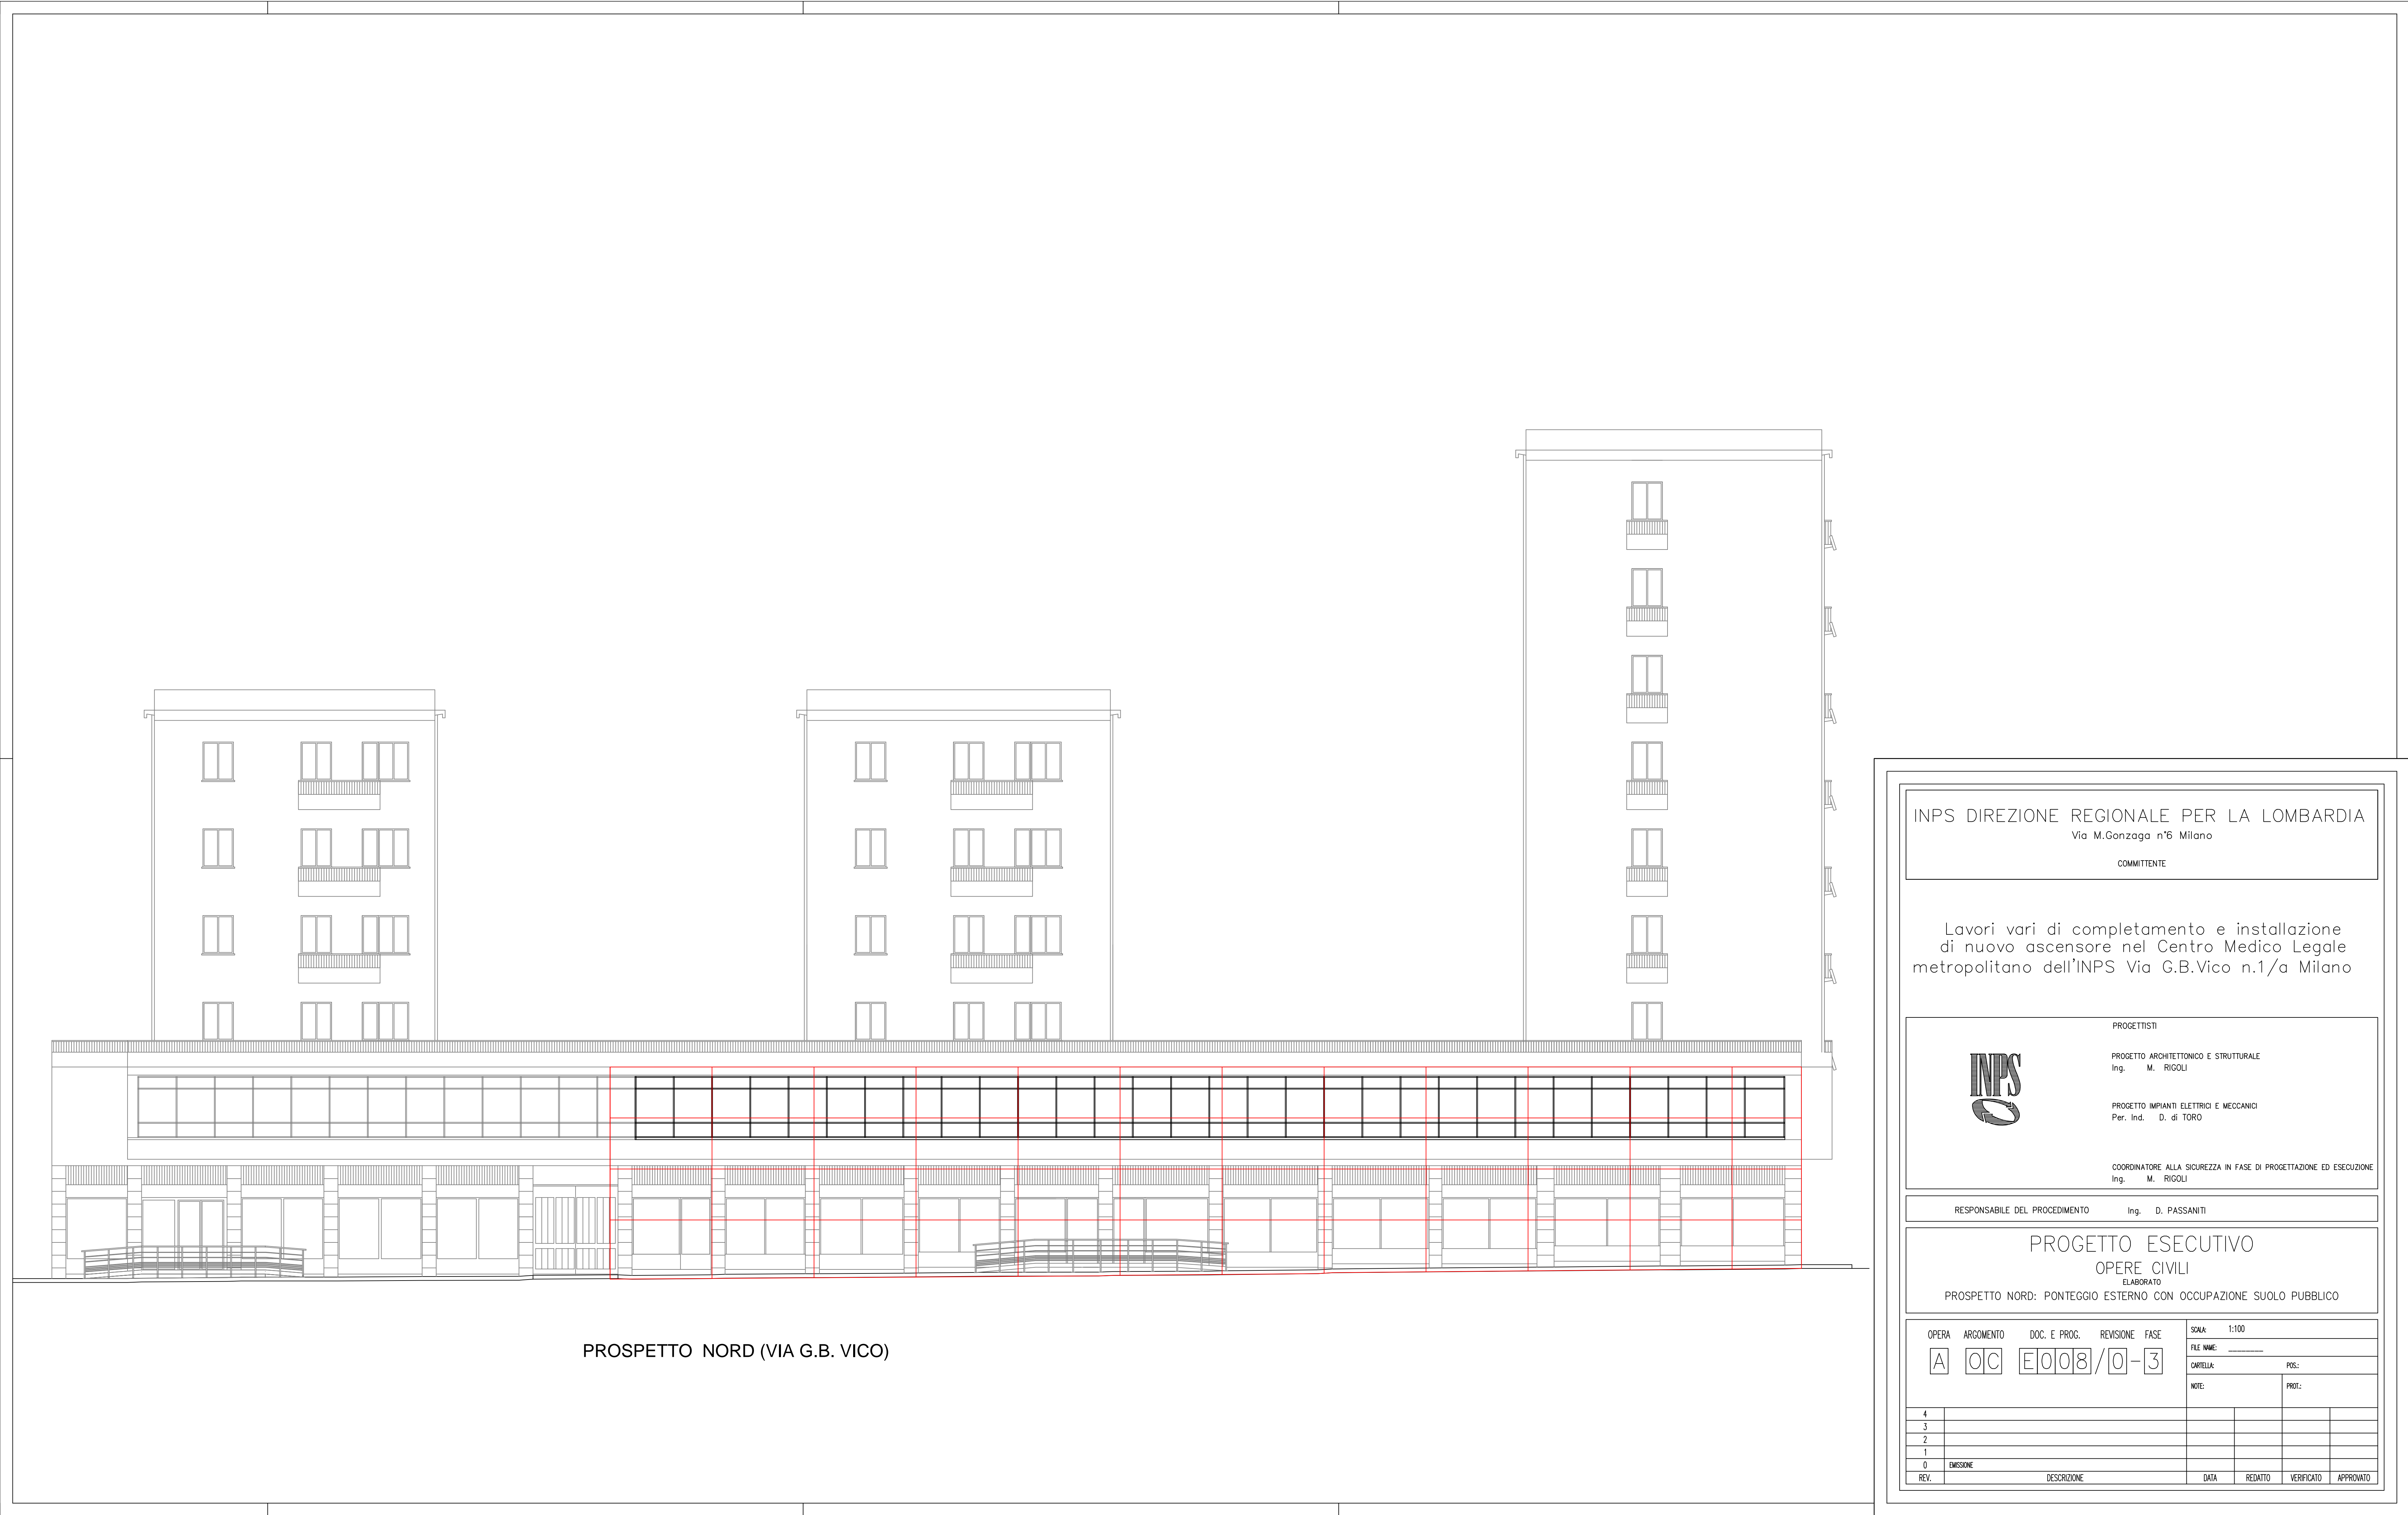 INPS DIREZIONE REGIONALE PER LA LOMBARDIA
Via M.Gonzaga n°6 Milano
COMMITTENTE
Lavori vari di completamento e installazione
di nuovo ascensore nel Centro Medico Legale
metropolitano dell'INPS Via G.B.Vico n.1/a Milano
PROGETTISTI
PROGETTO ARCHITETTONICO E STRUTTURALE
Ing. M. RIGOLI
INPS
PROGETTO IMPIANTI ELETTRICI E MECCANICI
Per. Ind. D. di TORO
COORDINATORE ALLA SICUREZZA IN FASE DI PROGETTAZIONE ED ESECUZIONE
Ing. M. RIGOLI
RESPONSABILE DEL PROCEDIMENTO Ing. D. PASSANITI
PROGETTO ESECUTIVO
OPERE CIVILI
ELABORATO
PROSPETTO NORD: PONTEGGIO ESTERNO CON OCCUPAZIONE SUOLO PUBBLICO
OPERA ARGOMENTO DOC. E PROG. REVISIONE FASE
A OC E008/0-3
SCALA: 1:100
FILE NAME: ________
CARTELLA: POS.:
NOTE: PROT.:
4
3
2
1
0 EMISSIONE
REV. DESCRIZIONE DATA REDATTO VERIFICATO APPROVATO
PROSPETTO NORD (VIA G.B. VICO)